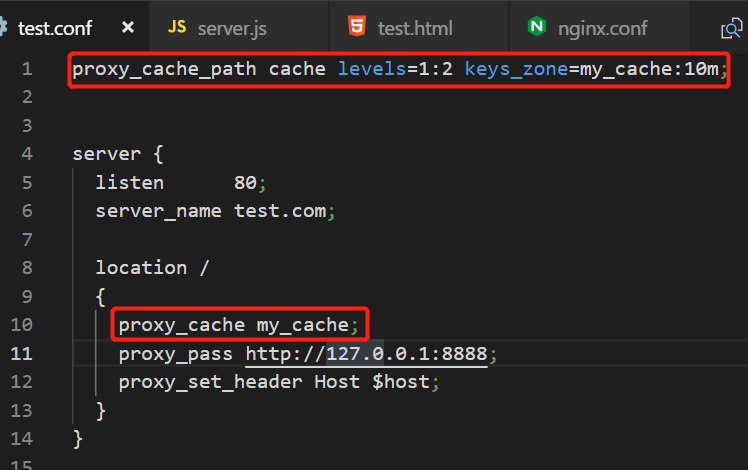 test.conf × JS server.js 5 test.html N nginx.conf
1 proxy_cache_path cache levels=1:2 keys_zone=my_cache:10m;
2
3
4 server {
5 listen 80;
6 server_name test.com;
7
8 location /
9 {
10 proxy_cache my_cache;
11 proxy_pass http://127.0.0.1:8888;
12 proxy_set_header Host $host;
13 }
14 }
15